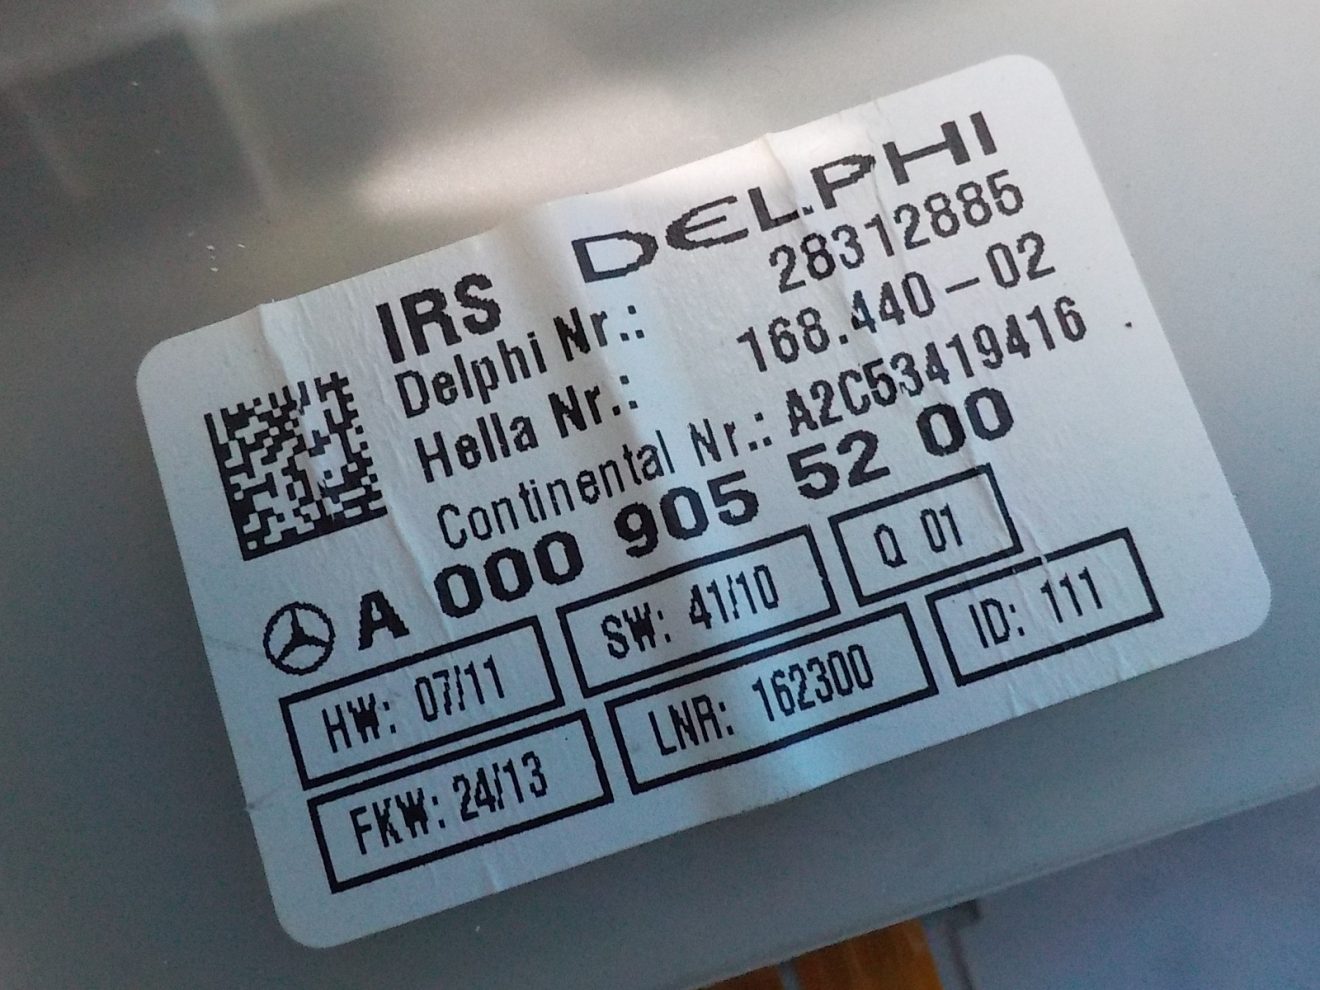 IRS DELPHI
Delphi Nr.: 28312885
Hella Nr.: 168.440-02
Continental Nr.: A2C53419416
A 000 905 52 00
HW: 07/11 SW: 41/10 Q 01
FKW: 24/13 LNR: 162300 ID: 111